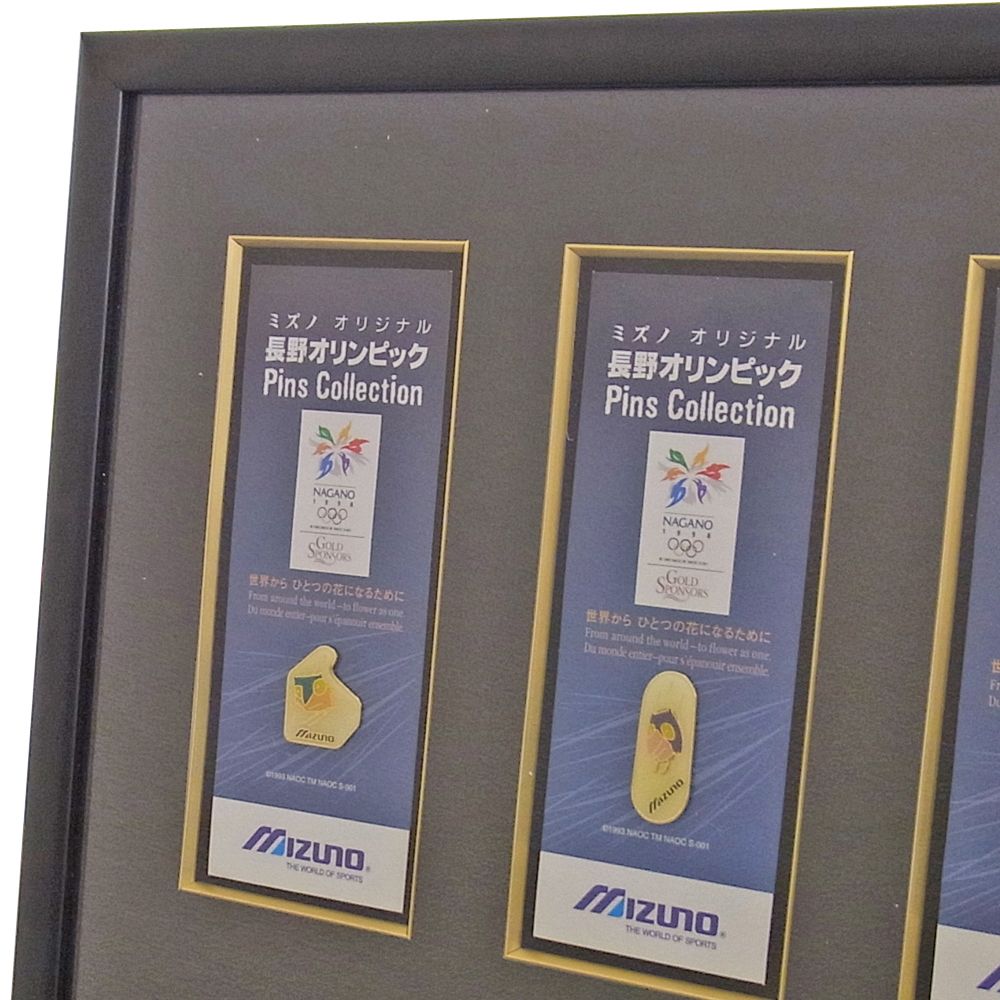 ミズノ オリジナル
長野オリンピック
Pins Collection
NAGANO
1998
GOLD
SPONSORS
世界から ひとつの花になるために
From around the world – to flower as one.
Du monde entier – pour s'épanouir ensemble.
Mizuno
©1993 NAOC TM NAOC S-001
MIZUNO®
THE WORLD OF SPORTS
ミズノ オリジナル
長野オリンピック
Pins Collection
NAGANO
1998
GOLD
SPONSORS
世界から ひとつの花になるために
From around the world – to flower as one.
Du monde entier – pour s'épanouir ensemble.
Mizuno
©1993 NAOC TM NAOC S-001
MIZUNO®
THE WORLD OF SPORTS
世
Fr
Du